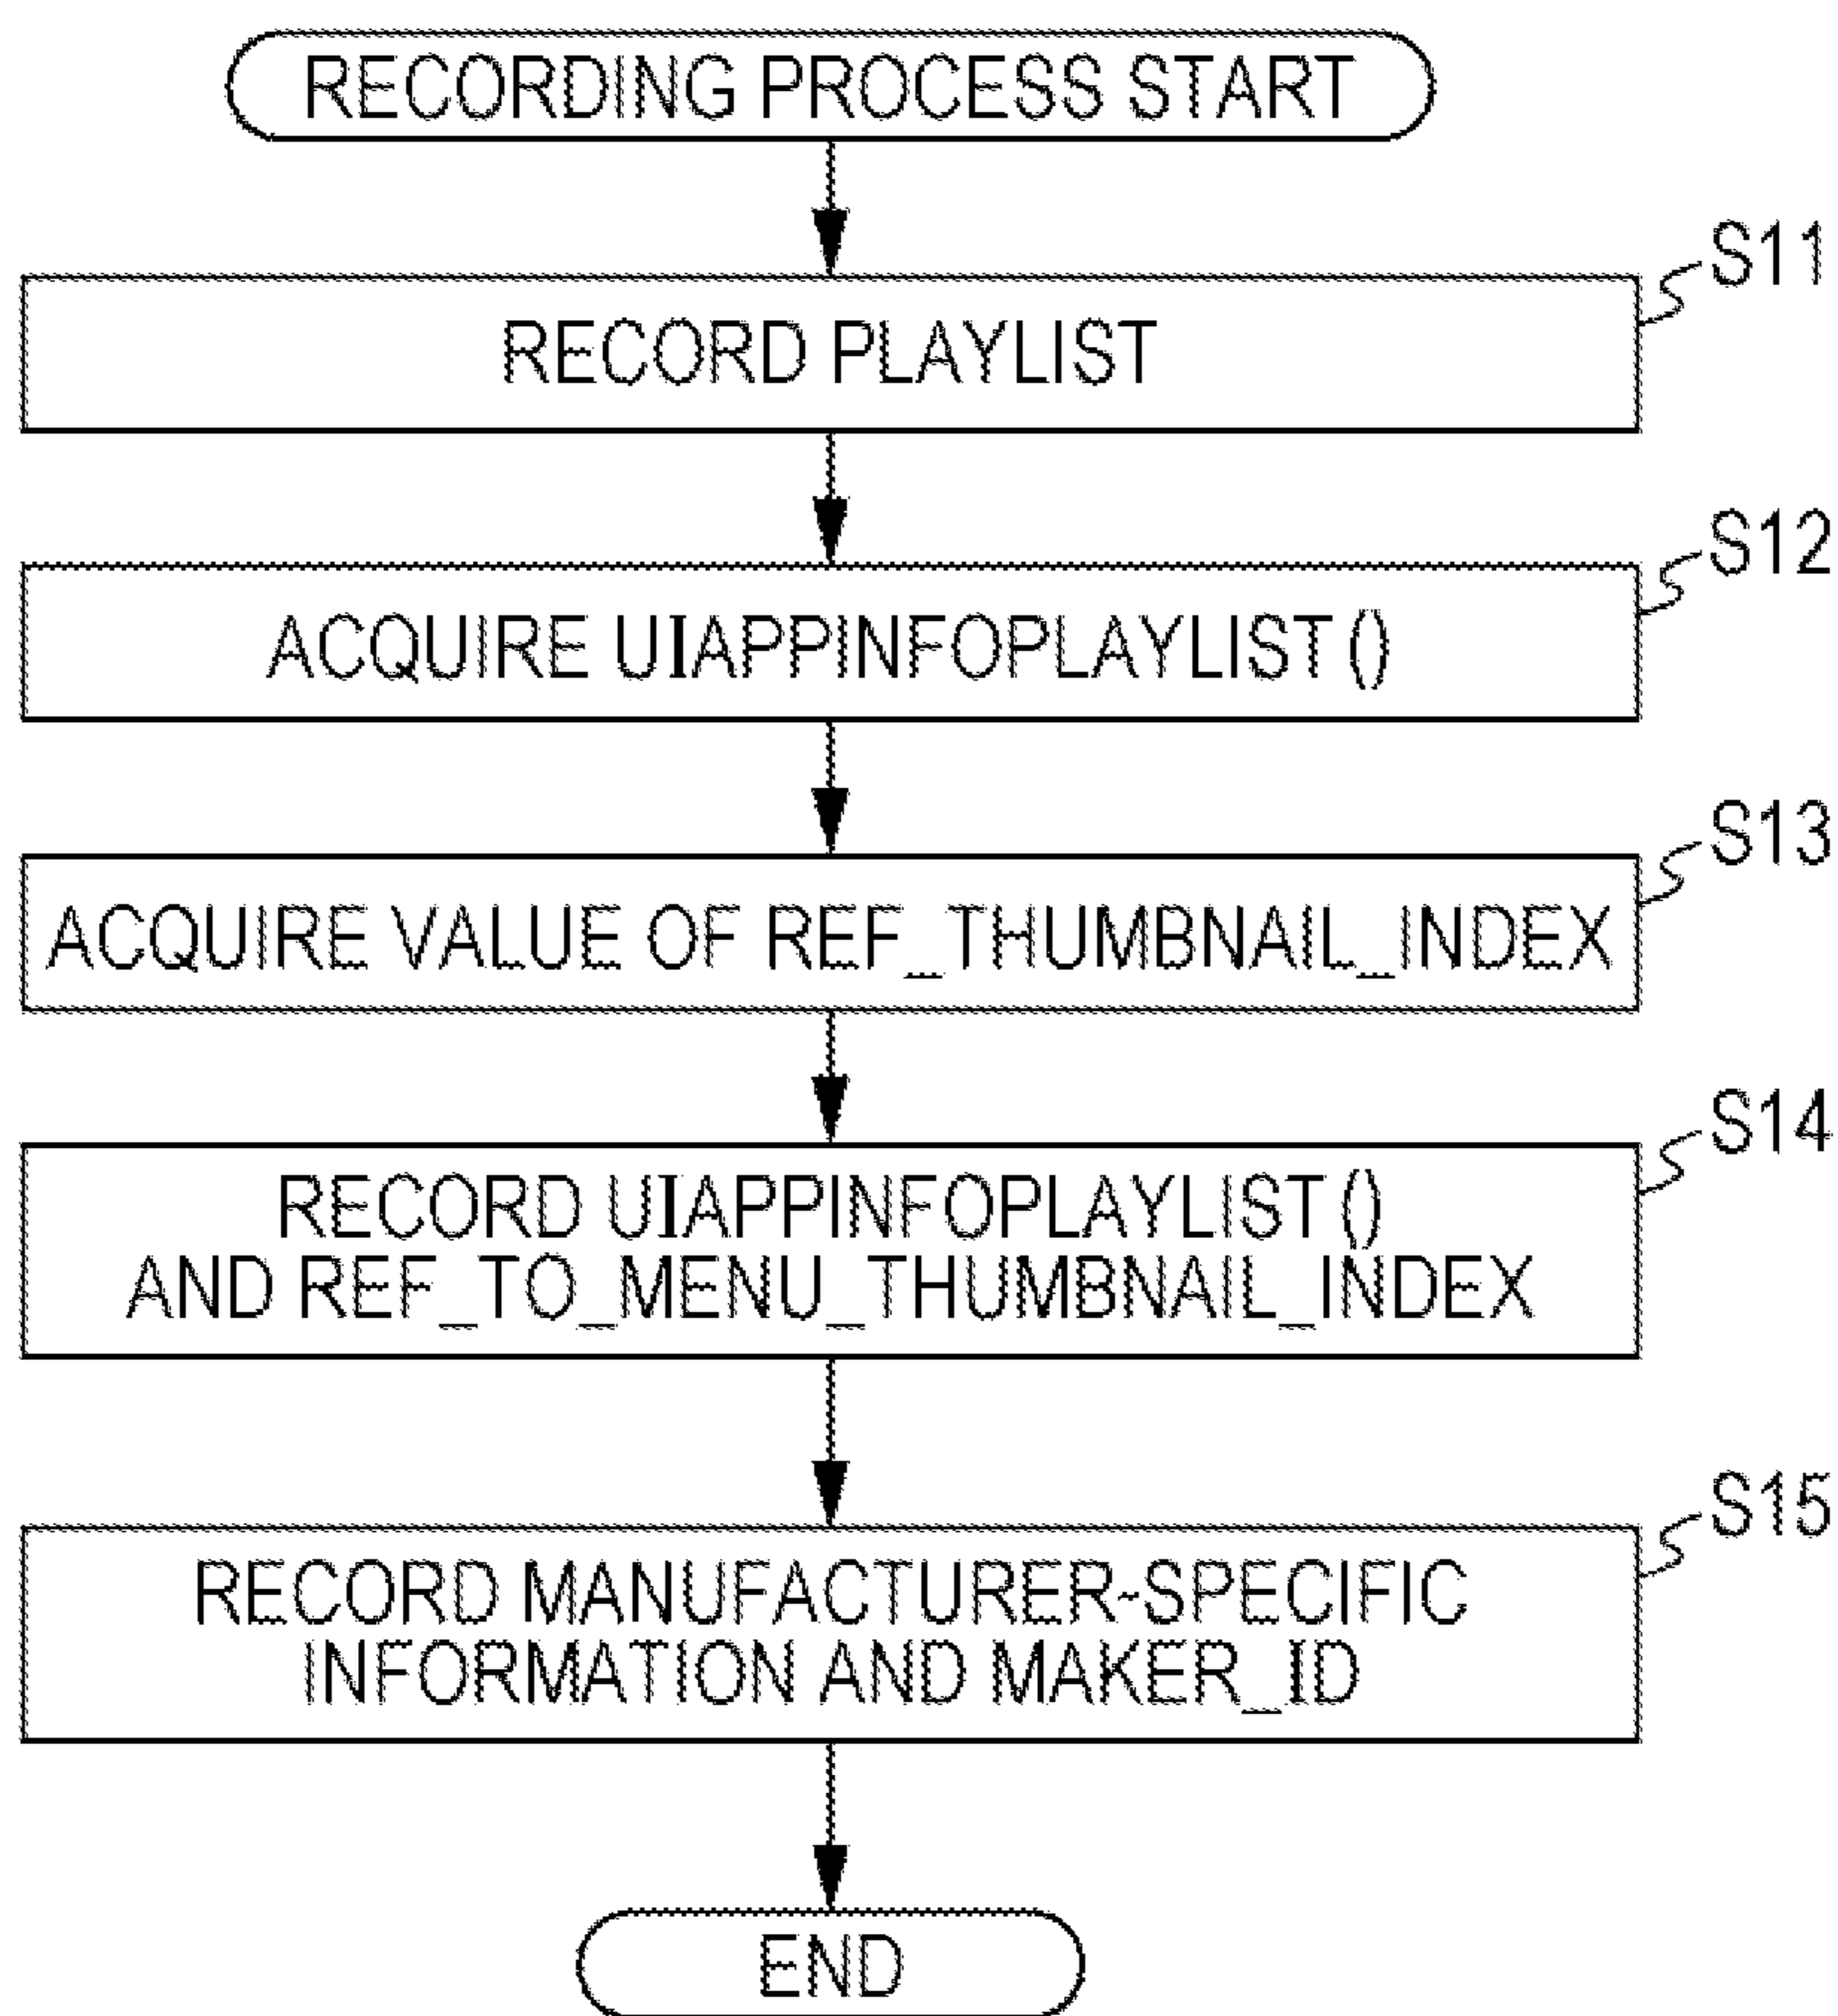 RECORDING PROCESS START
S11
RECORD PLAYLIST
S12
ACQUIRE UIAPPINFOPLAYLIST ()
S13
ACQUIRE VALUE OF REF_THUMBNAIL_INDEX
S14
RECORD UIAPPINFOPLAYLIST ()
AND REF_TO_MENU_THUMBNAIL_INDEX
S15
RECORD MANUFACTURER-SPECIFIC
INFORMATION AND MAKER_ID
END